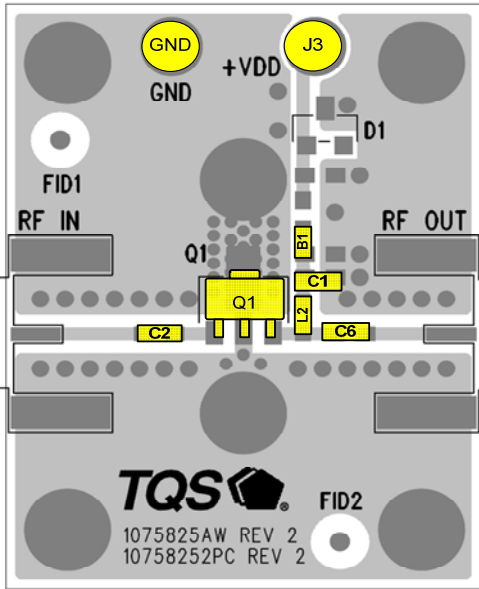 GND
J3
+VDD
GND
D1
FID1
RF IN
RF OUT
B1
Q1
C1
Q1
L2
C2
C6
TQS
FID2
1075825AW REV 2
10758252PC REV 2